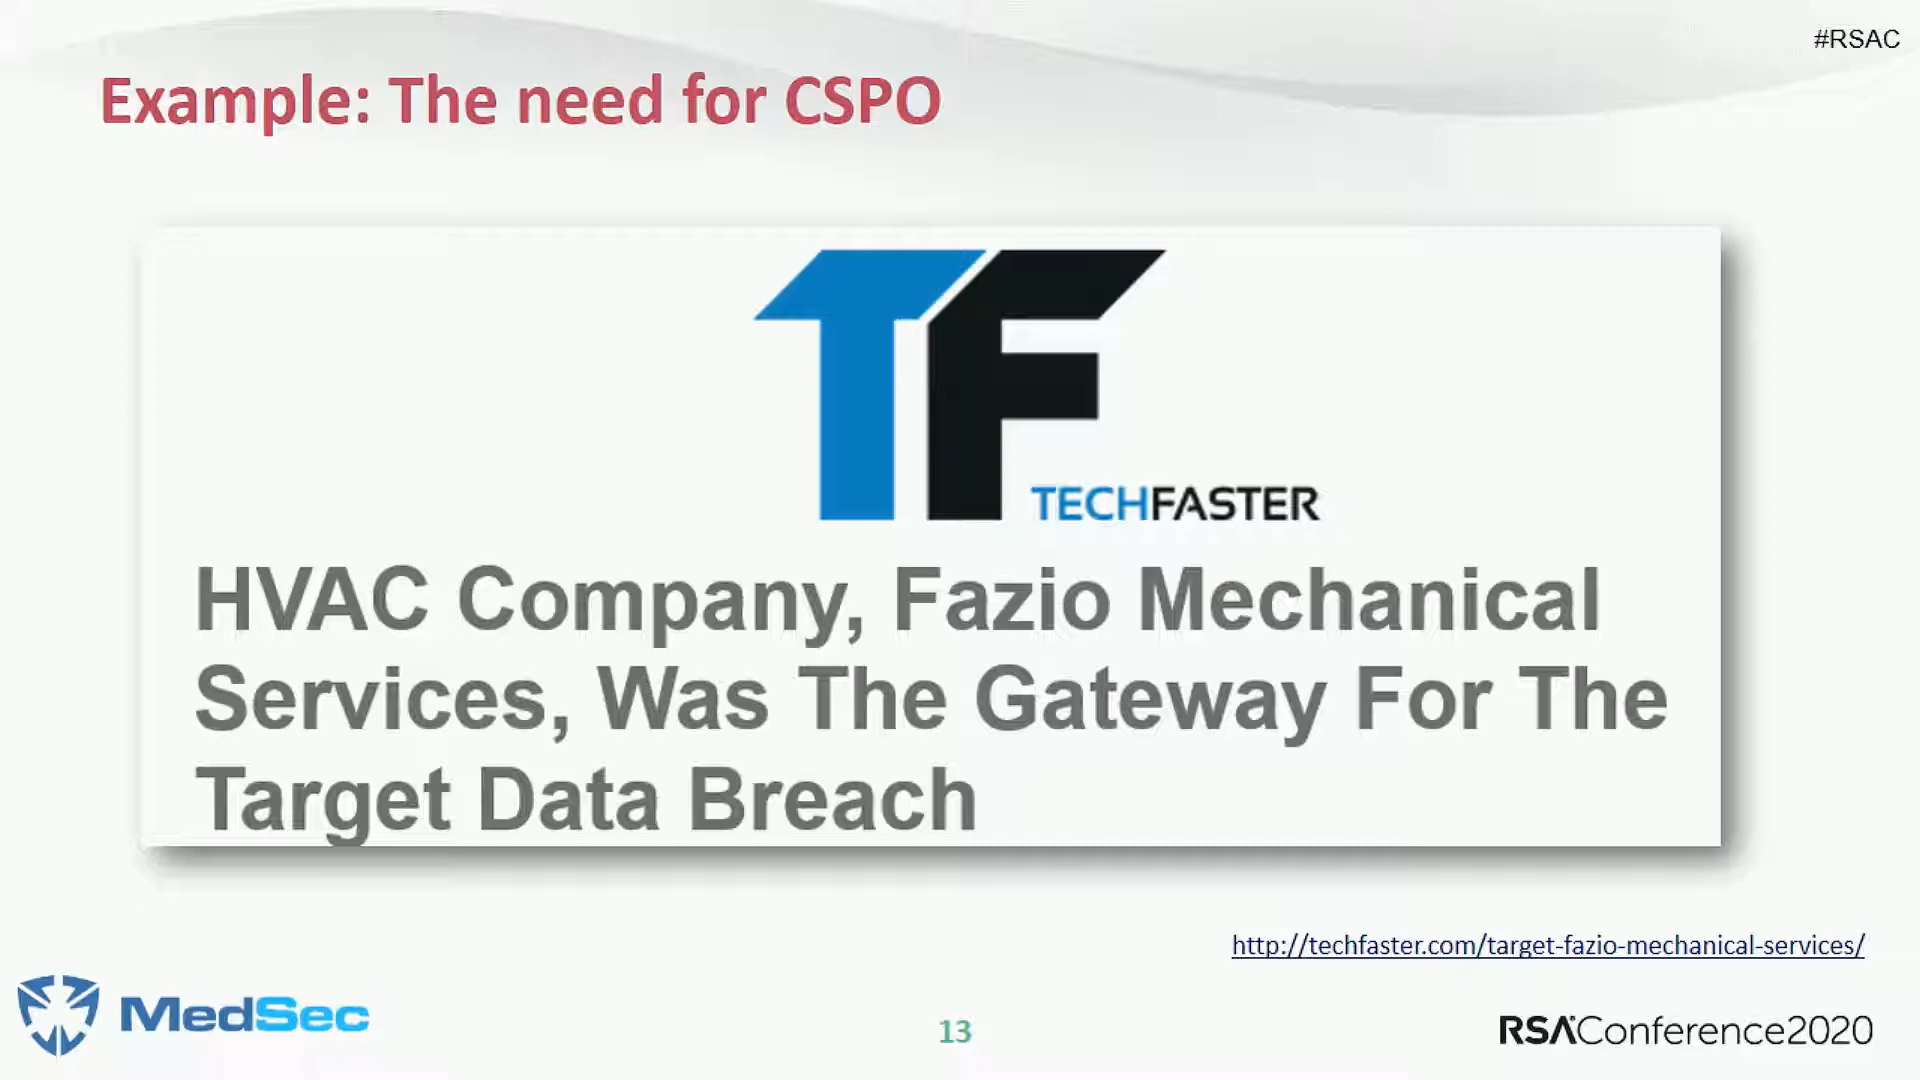 #RSAC
Example: The need for CSPO
TF
TECHFASTER
HVAC Company, Fazio Mechanical
Services, Was The Gateway For The
Target Data Breach
http://techfaster.com/target-fazio-mechanical-services/
MedSec
13
RSAConference2020